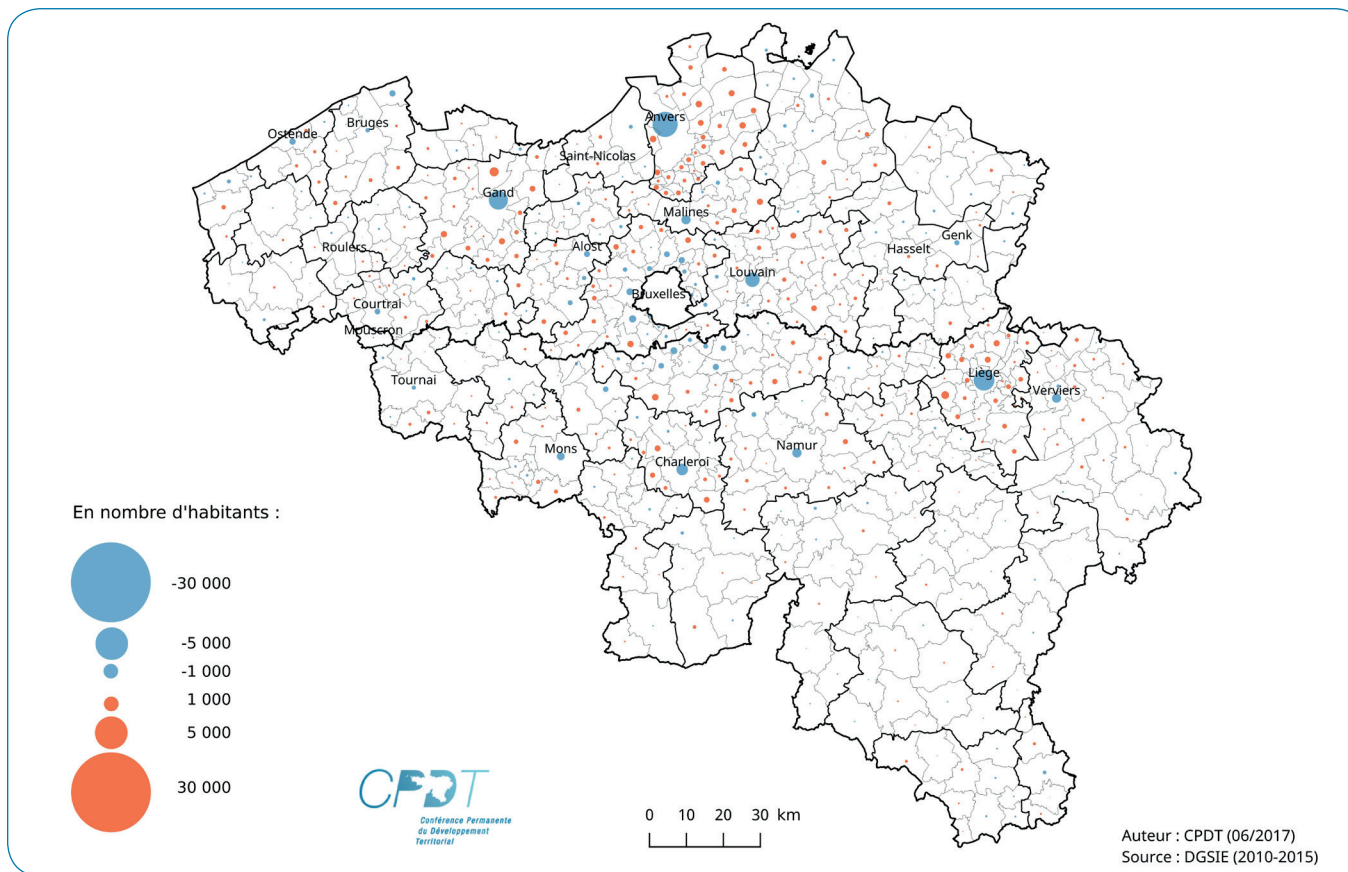 Anvers
Bruges
Ostende
Saint-Nicolas
Gand
Malines
Roulers
Alost
Hasselt
Genk
Louvain
Bruxelles
Courtrai
Mouscron
Tournai
Liège
Verviers
Mons
Charleroi
Namur
En nombre d'habitants :
-30 000
-5 000
-1 000
1 000
5 000
30 000
CPDT
Conférence Permanente
du Développement
Territorial
0 10 20 30 km
Auteur : CPDT (06/2017)
Source : DGSIE (2010-2015)